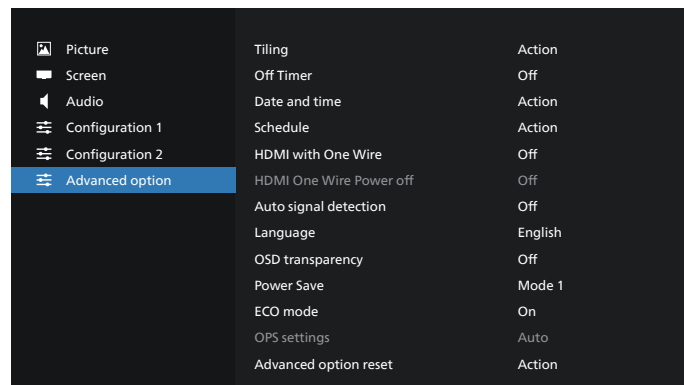 Picture
Screen
Audio
Configuration 1
Configuration 2
Advanced option
Tiling Action
Off Timer Off
Date and time Action
Schedule Action
HDMI with One Wire Off
HDMI One Wire Power off Off
Auto signal detection Off
Language English
OSD transparency Off
Power Save Mode 1
ECO mode On
OPS settings Auto
Advanced option reset Action